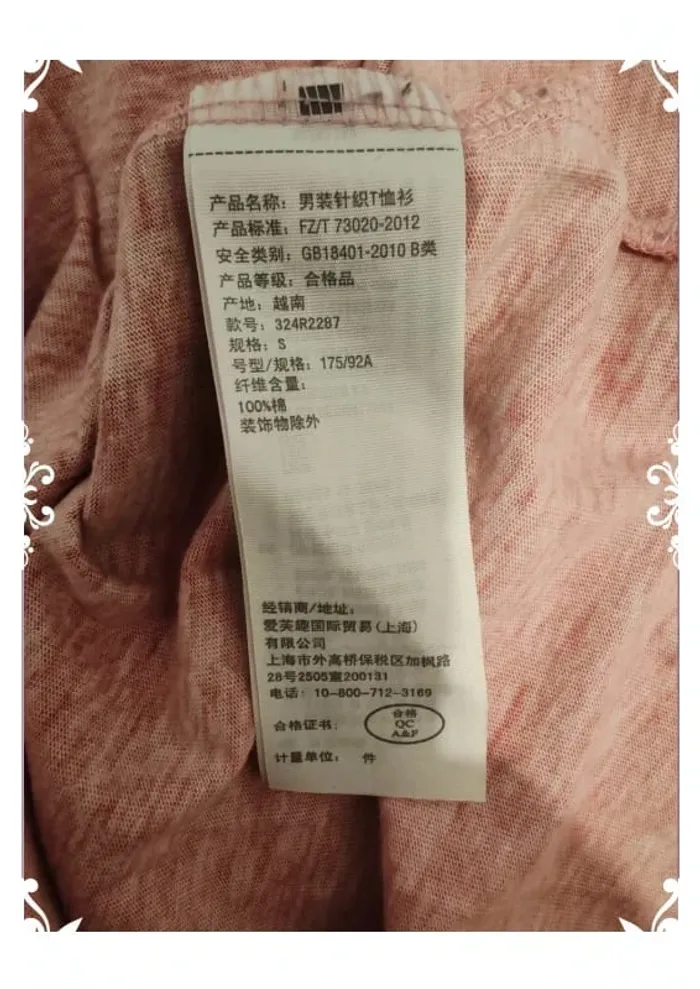 产品名称：男装针织T恤衫
产品标准：FZ/T 73020-2012
安全类别：GB18401-2010 B类
产品等级：合格品
产地：越南
款号：324R2287
规格：S
号型/规格：175/92A
纤维含量：
100%棉
装饰物除外
经销商/地址：
爱芙趣国际贸易(上海)
有限公司
上海市外高桥保税区加枫路
28号2505室200131
电话：10-800-712-3169
合格证书：
合格
QC
A&F
计量单位： 件